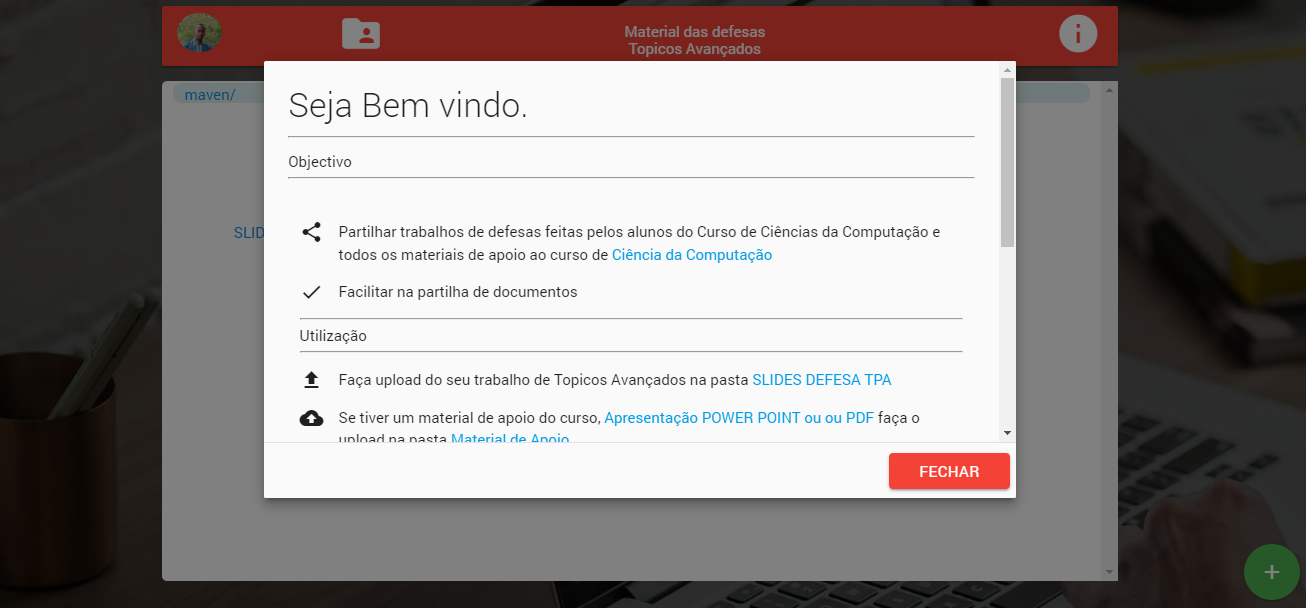 Material das defesas
Topicos Avançados
maven/
Seja Bem vindo.
Objectivo
SLID
Partilhar trabalhos de defesas feitas pelos alunos do Curso de Ciências da Computação e
todos os materiais de apoio ao curso de Ciência da Computação
Facilitar na partilha de documentos
Utilização
Faça upload do seu trabalho de Topicos Avançados na pasta SLIDES DEFESA TPA
Se tiver um material de apoio do curso, Apresentação POWER POINT ou ou PDF faça o
upload na pasta Material de Apoio
FECHAR